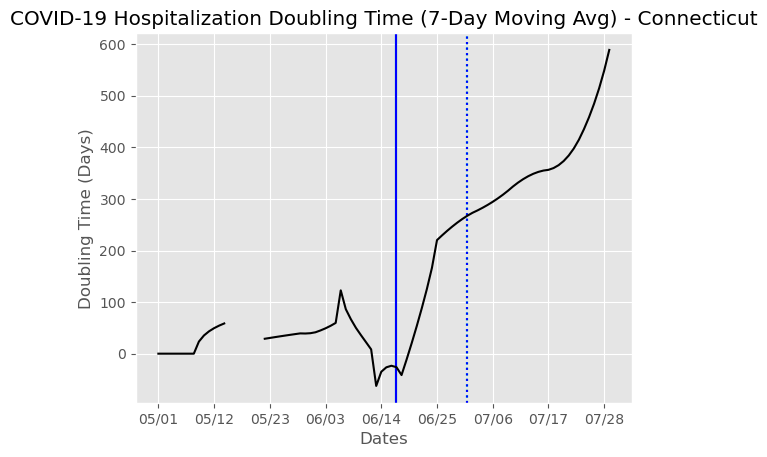 COVID-19 Hospitalization Doubling Time (7-Day Moving Avg) - Connecticut
600
500
400
300
200
100
0
Doubling Time (Days)
05/01 05/12 05/23 06/03 06/14 06/25 07/06 07/17 07/28
Dates